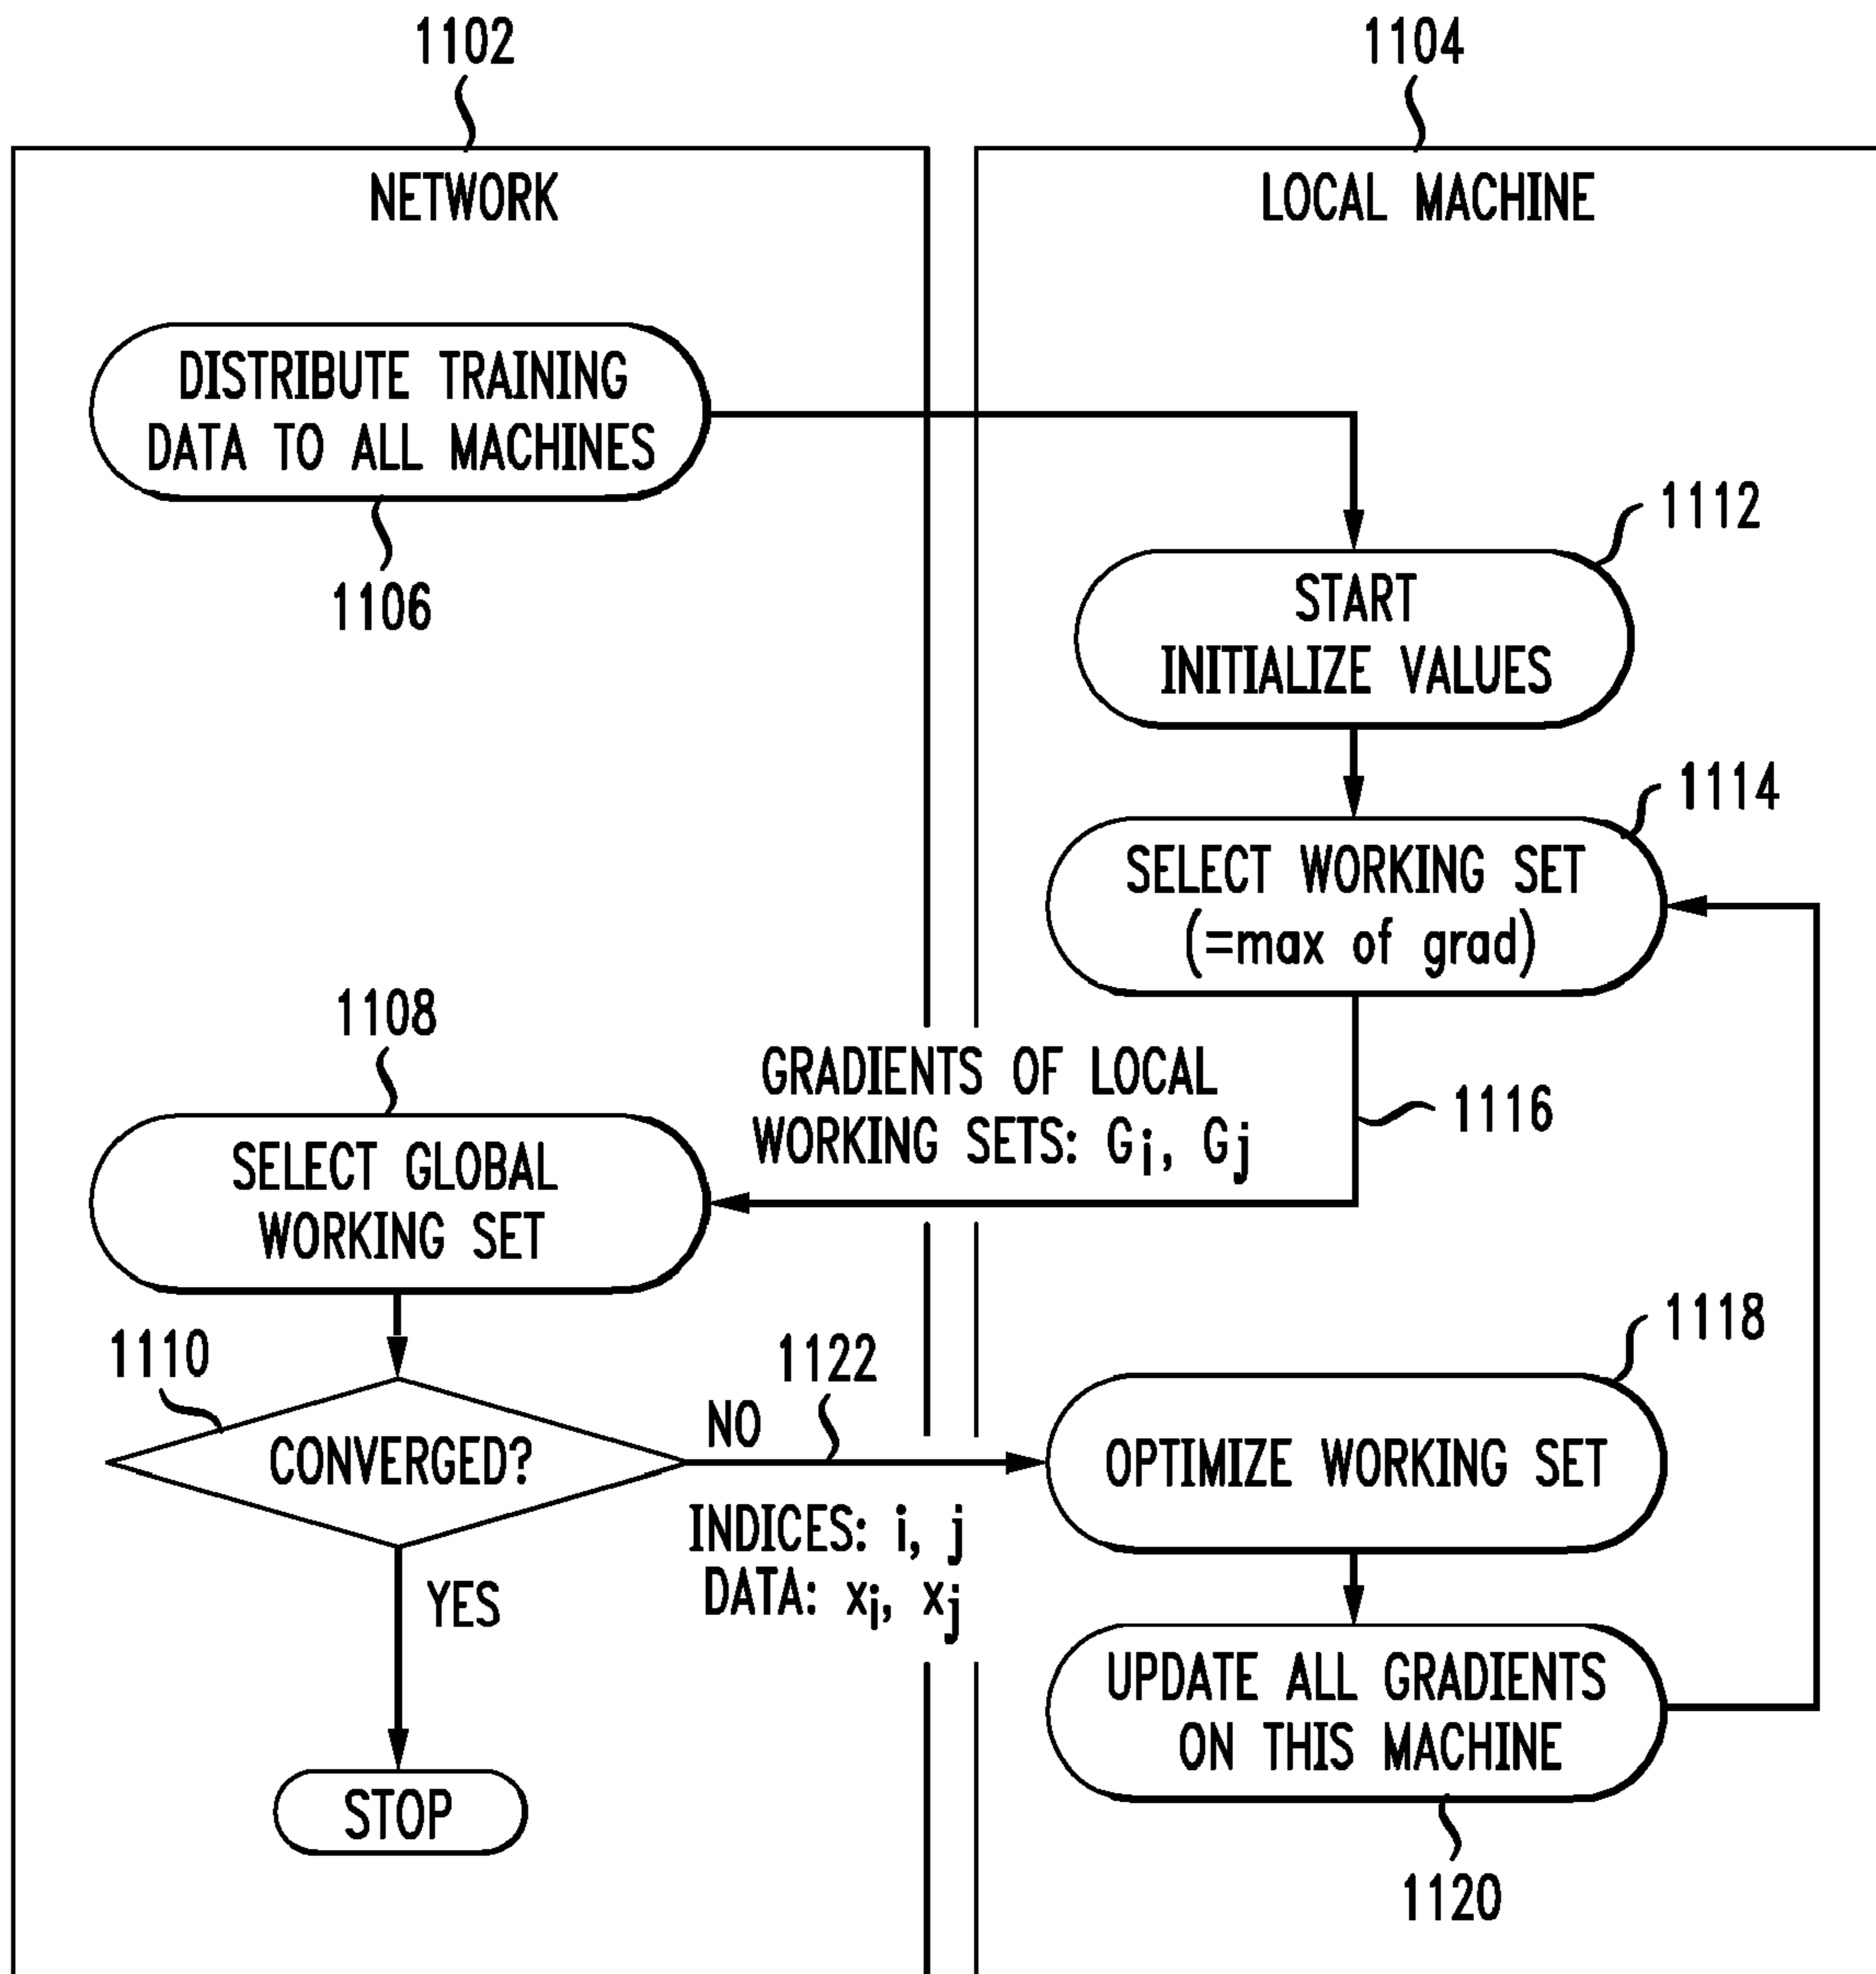 1102
1104
NETWORK
LOCAL MACHINE
DISTRIBUTE TRAINING
DATA TO ALL MACHINES
1106
1112
START
INITIALIZE VALUES
1114
SELECT WORKING SET
(=max of grad)
1108
GRADIENTS OF LOCAL
WORKING SETS: Gi, Gj
1116
SELECT GLOBAL
WORKING SET
1110
CONVERGED?
NO
1122
1118
OPTIMIZE WORKING SET
INDICES: i, j
DATA: xi, xj
YES
UPDATE ALL GRADIENTS
ON THIS MACHINE
STOP
1120